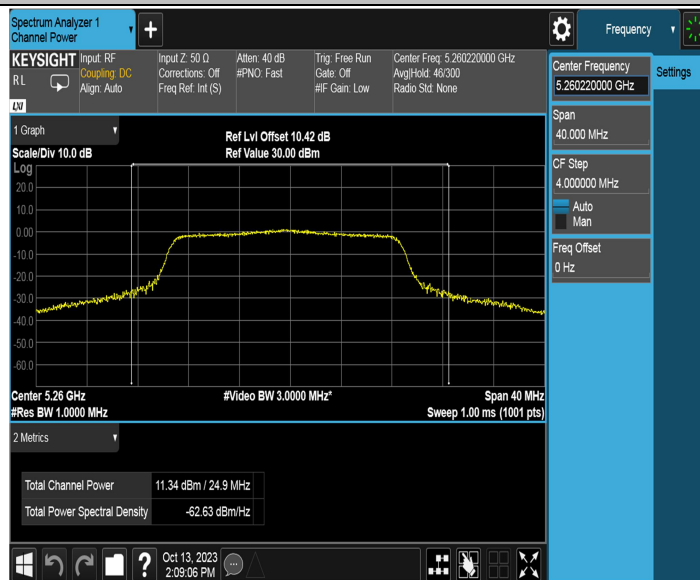 Spectrum Analyzer 1
Channel Power
+
Frequency
KEYSIGHT
Input: RF
Coupling: DC
Align: Auto
Input Z: 50 Ω
Corrections: Off
Freq Ref: Int (S)
Atten: 40 dB
#PNO: Fast
Trig: Free Run
Gate: Off
#IF Gain: Low
Center Freq: 5.260220000 GHz
Avg|Hold: 46/300
Radio Std: None
R L
LXI
Center Frequency
5.260220000 GHz
Settings
Span
40.000 MHz
CF Step
4.000000 MHz
Auto
Man
Freq Offset
0 Hz
1 Graph
Scale/Div 10.0 dB
Ref Lvl Offset 10.42 dB
Ref Value 30.00 dBm
Log
20.0
10.0
0.00
-10.0
-20.0
-30.0
-40.0
-50.0
-60.0
Center 5.26 GHz
#Res BW 1.0000 MHz
#Video BW 3.0000 MHz*
Span 40 MHz
Sweep 1.00 ms (1001 pts)
2 Metrics
Total Channel Power 11.34 dBm / 24.9 MHz
Total Power Spectral Density -62.63 dBm/Hz
?
Oct 13, 2023
2:09:06 PM